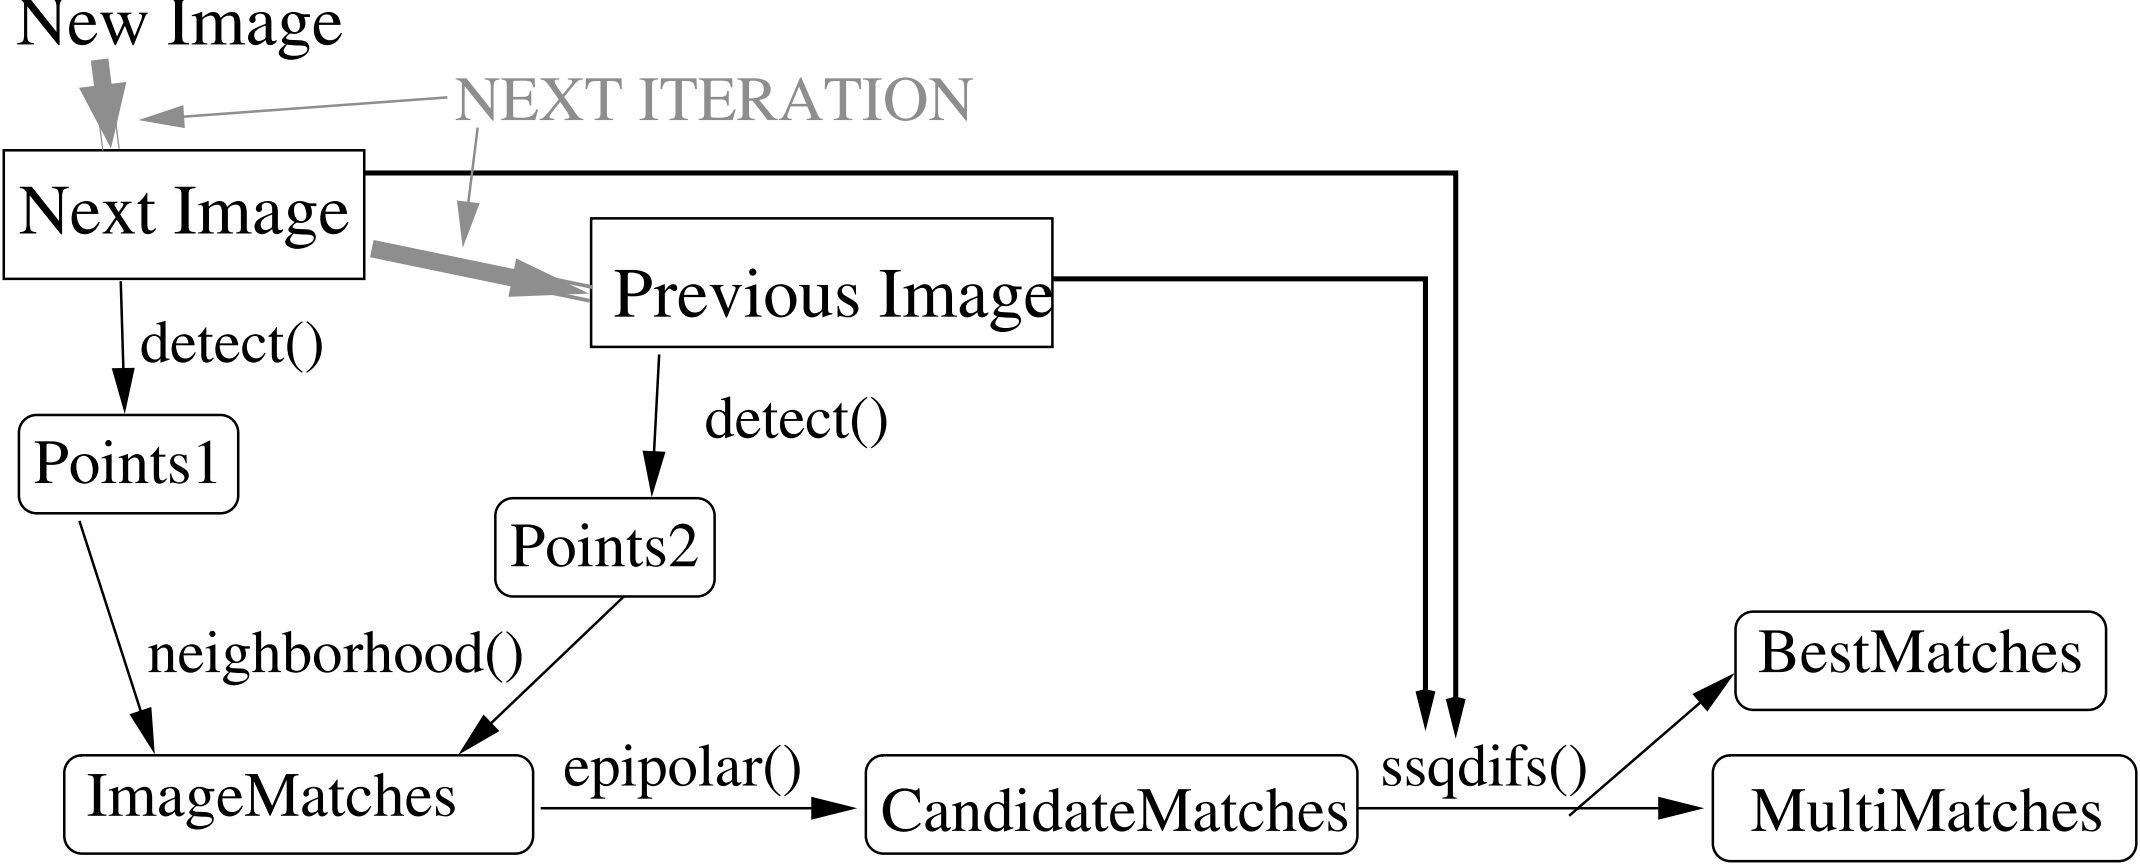 New Image
NEXT ITERATION
Next Image
Previous Image
detect()
detect()
Points1
Points2
neighborhood()
BestMatches
ImageMatches
epipolar()
CandidateMatches
ssqdifs()
MultiMatches